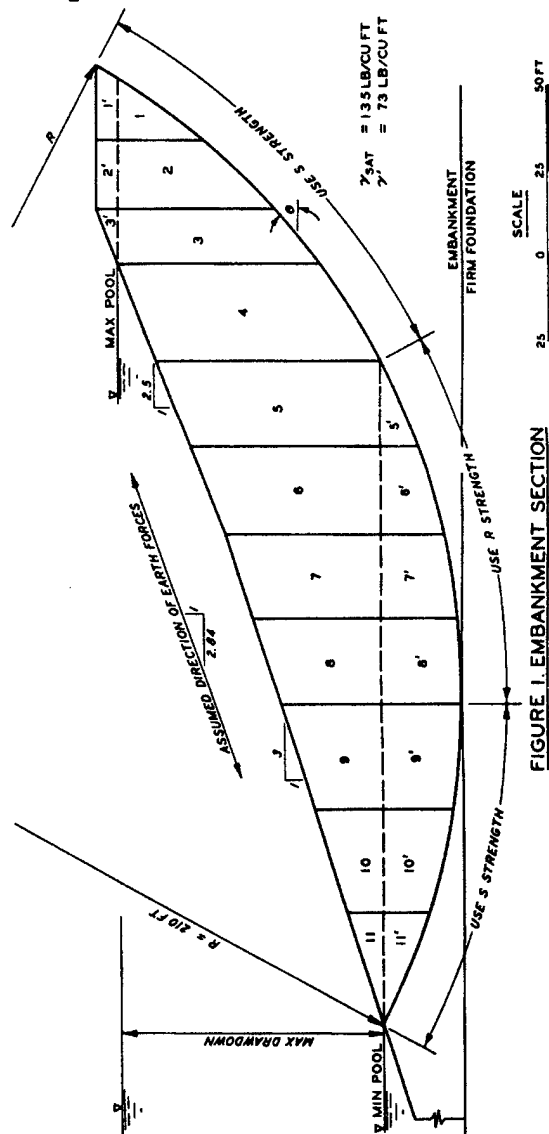 R
1'
1
2'
2
3'
3
MAX POOL
θ
USE S STRENGTH
γSAT = 135 LB/CU FT
γ' = 73 LB/CU FT
4
1
2.5
5
5'
ASSUMED DIRECTION OF EARTH FORCES
1
2.84
6
6'
7
7'
8
8'
USE R STRENGTH
EMBANKMENT
FIRM FOUNDATION
SCALE
25 0 25 50 FT
3
1
9
9'
10
10'
11
11'
USE S STRENGTH
R = 210 FT
MAX DRAWDOWN
MIN POOL
FIGURE 1. EMBANKMENT SECTION